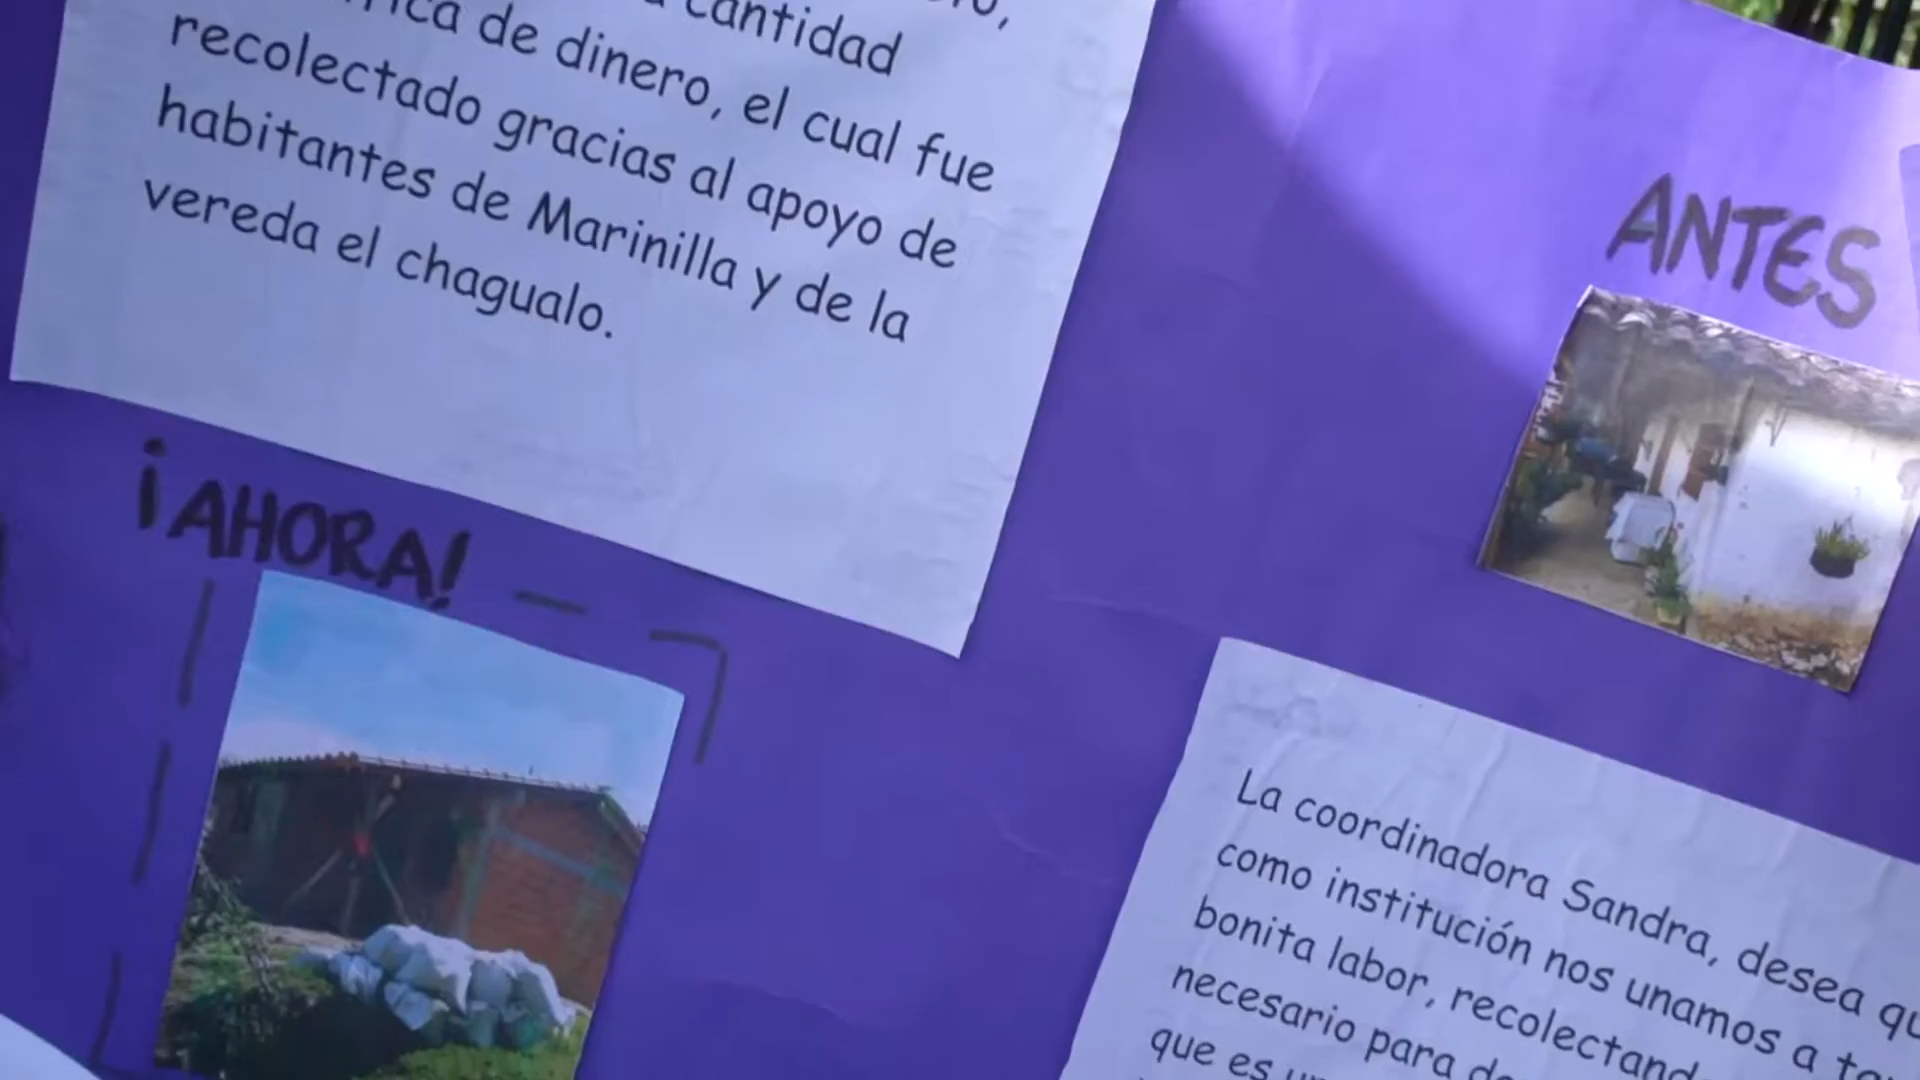 cantidad
de dinero, el cual fue
recolectado gracias al apoyo de
habitantes de Marinilla y de la
vereda el chagualo.
¡AHORA!
ANTES
La coordinadora Sandra, desea
como institución nos unamos a
bonita labor, recolectand
necesario para
que es